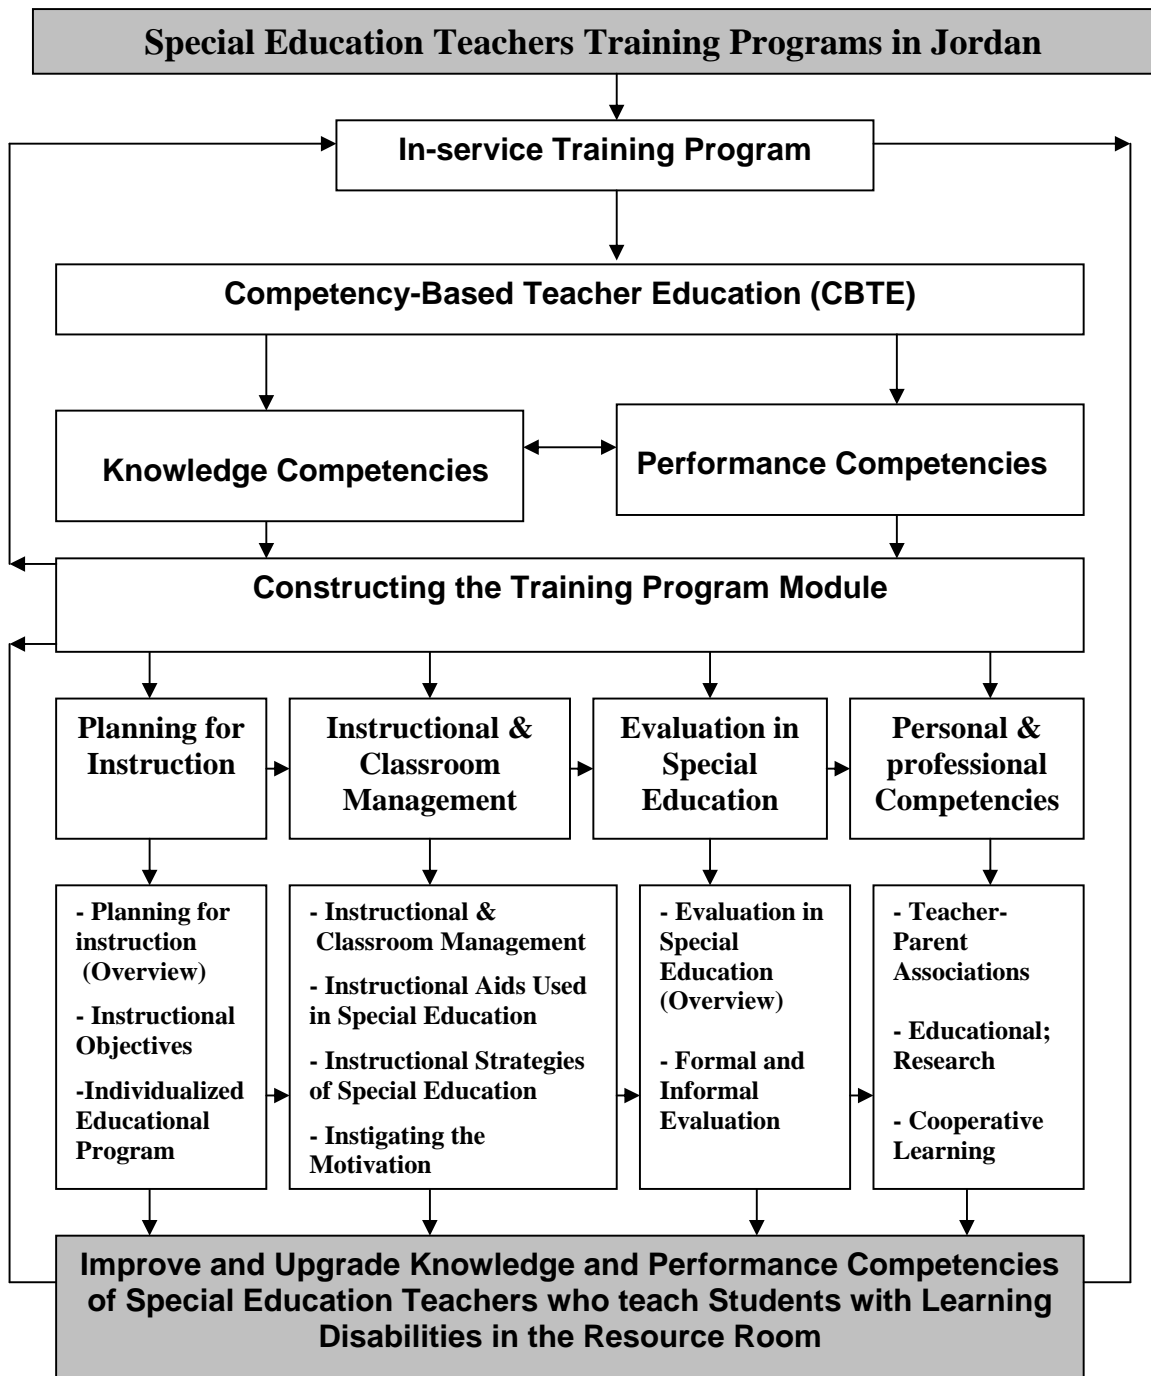 Special Education Teachers Training Programs in Jordan
In-service Training Program
Competency-Based Teacher Education (CBTE)
Knowledge Competencies
Performance Competencies
Constructing the Training Program Module
Planning for
Instruction
Instructional &
Classroom
Management
Evaluation in
Special
Education
Personal &
professional
Competencies
- Planning for
instruction
(Overview)
- Instructional
Objectives
-Individualized
Educational
Program
- Instructional &
Classroom Management
- Instructional Aids Used
in Special Education
- Instructional Strategies
of Special Education
- Instigating the
Motivation
- Evaluation in
Special
Education
(Overview)
- Formal and
Informal
Evaluation
- Teacher-
Parent
Associations
- Educational;
Research
- Cooperative
Learning
Improve and Upgrade Knowledge and Performance Competencies
of Special Education Teachers who teach Students with Learning
Disabilities in the Resource Room